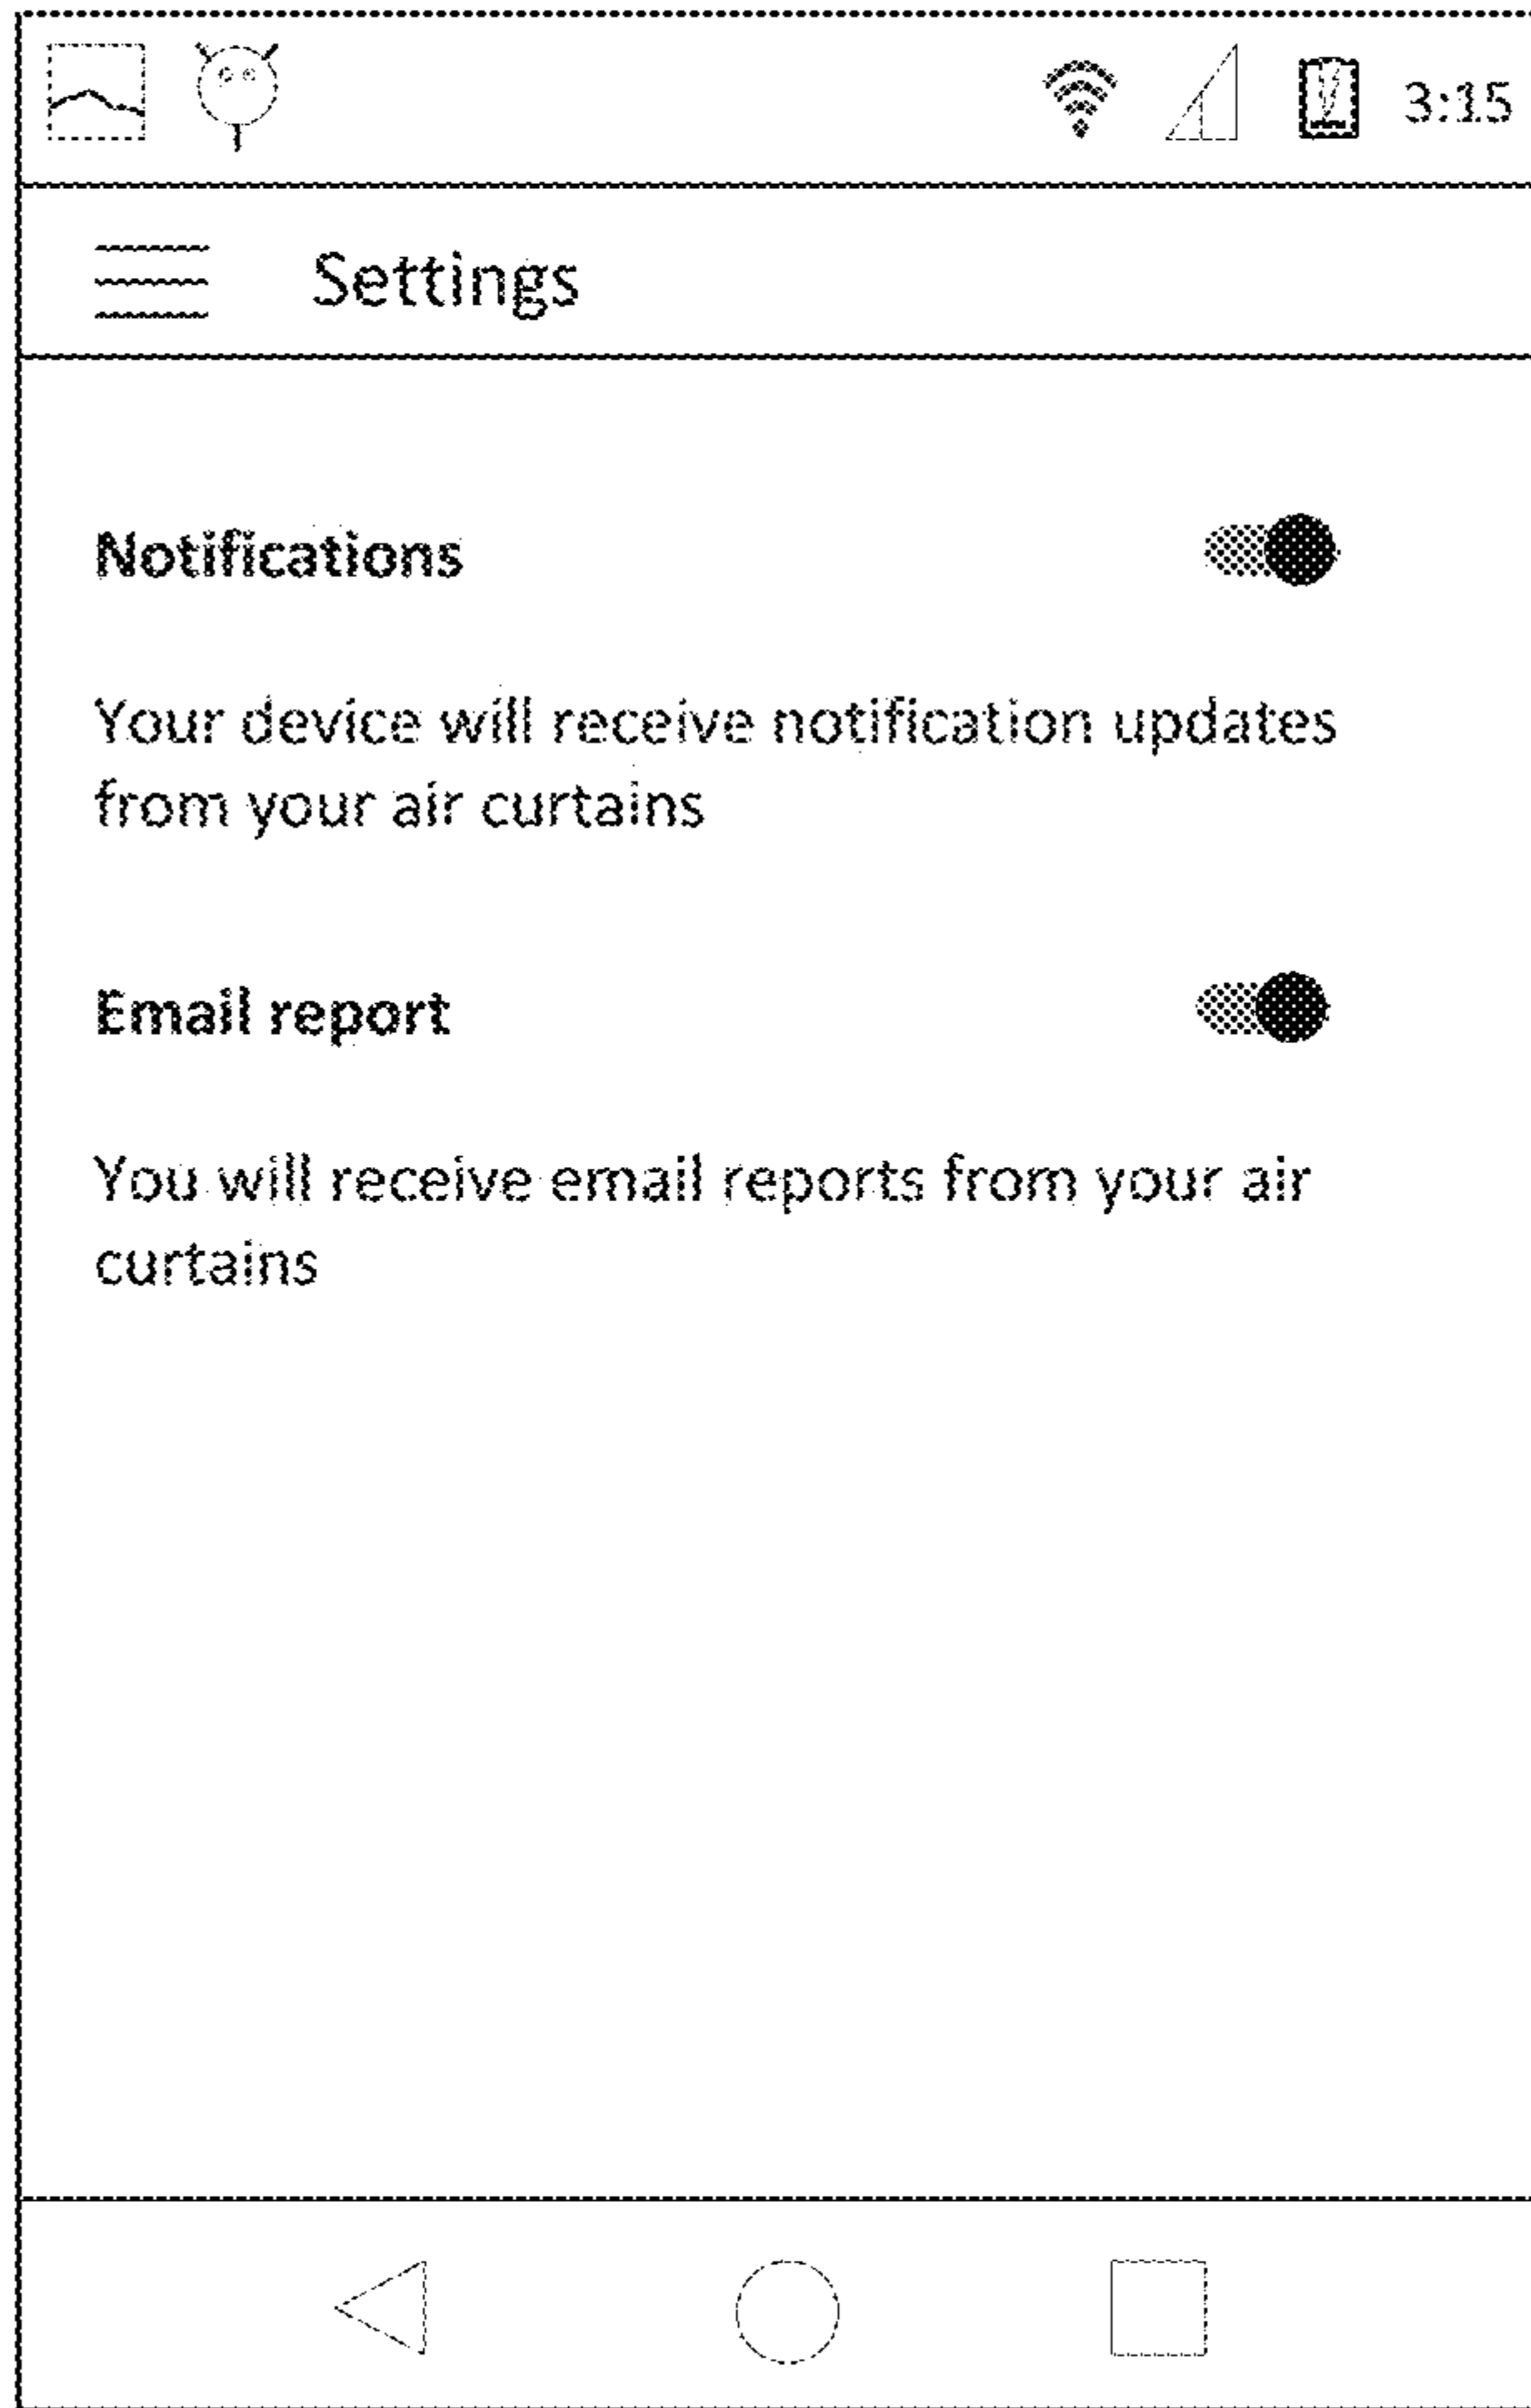 3:15
Settings
Notifications
Your device will receive notification updates
from your air curtains
Email report
You will receive email reports from your air
curtains